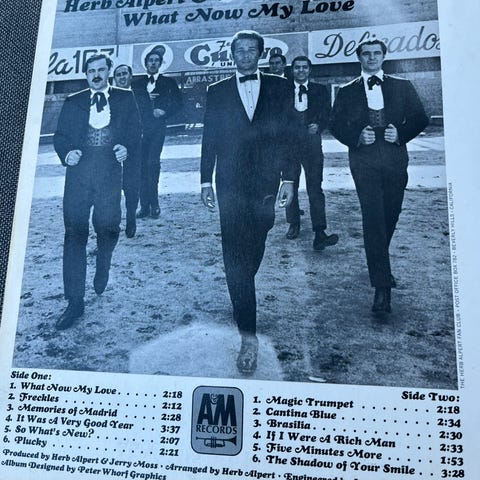 Herb Alpert &
What Now My Love
7
Delicados
ARRASTR
Side One:
1. What Now My Love . . . . 2:18
2. Freckles . . . . 2:12
3. Memories of Madrid . . . . 2:28
4. It Was A Very Good Year 3:37
5. So What's New? . . . . 2:07
6. Plucky . . . . 2:21
A&M
RECORDS
Side Two:
1. Magic Trumpet . . . . 2:18
2. Cantina Blue . . . . 2:34
3. Brasilia . . . . 2:30
4. If I Were A Rich Man . . 2:33
5. Five Minutes More . . . . 1:53
6. The Shadow of Your Smile . 3:28
Produced by Herb Alpert & Jerry Moss · Arranged by Herb Alpert · Engineered
Album Designed by Peter Whorf Graphics
THE HERB ALPERT FAN CLUB · POST OFFICE BOX 782 · BEVERLY HILLS · CALIFORNIA